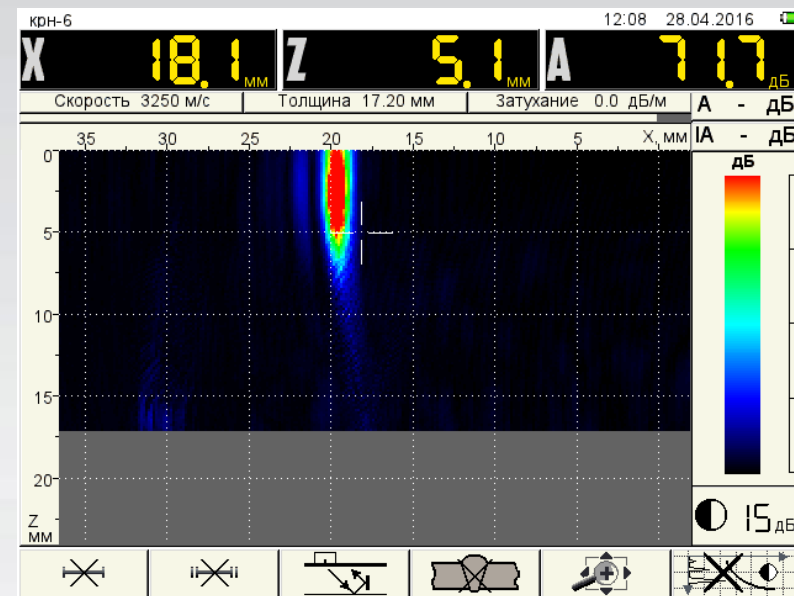 крн-6 12:08 28.04.2016
X 18.1 мм Z 5.1 мм A 71.7 дБ
Скорость 3250 м/с Толщина 17.20 мм Затухание 0.0 дБ/м A - дБ
35 30 25 20 15 10 5 X, мм IA - дБ
дБ
0
5
10
15
20
Z
мм
15 дБ